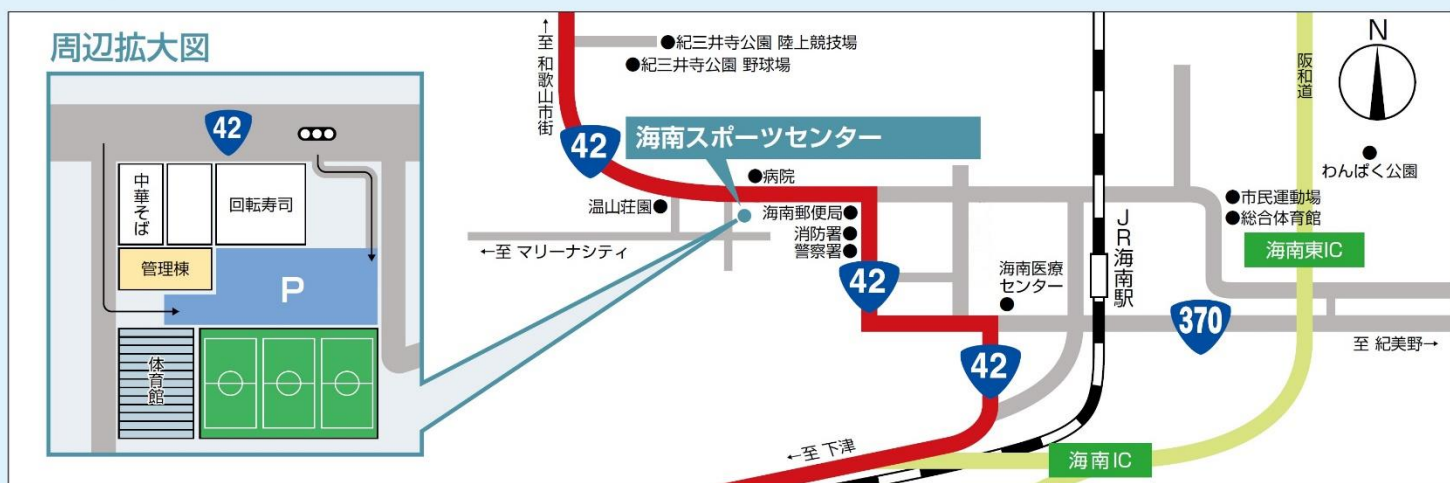 周辺拡大図
42
中華そば
回転寿司
管理棟
P
体育館
←至 和歌山市街
●紀三井寺公園 陸上競技場
●紀三井寺公園 野球場
42
海南スポーツセンター
●病院
温山荘園●
海南郵便局●
消防署●
警察署●
←至 マリーナシティ
42
海南医療
センター
●
JR海南駅
阪和道
N
●
わんぱく公園
●市民運動場
●総合体育館
海南東IC
370
至 紀美野→
42
←至 下津
海南IC